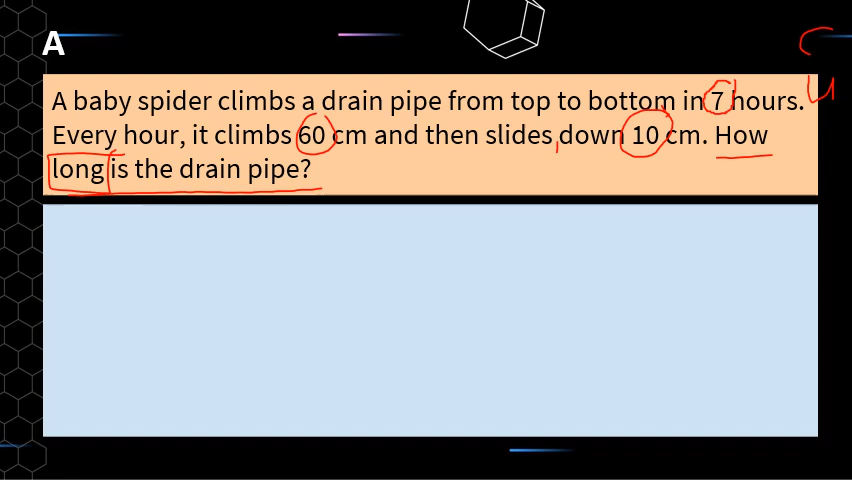 A
A baby spider climbs a drain pipe from top to bottom in 7 hours.
Every hour, it climbs 60 cm and then slides down 10 cm. How
long is the drain pipe?